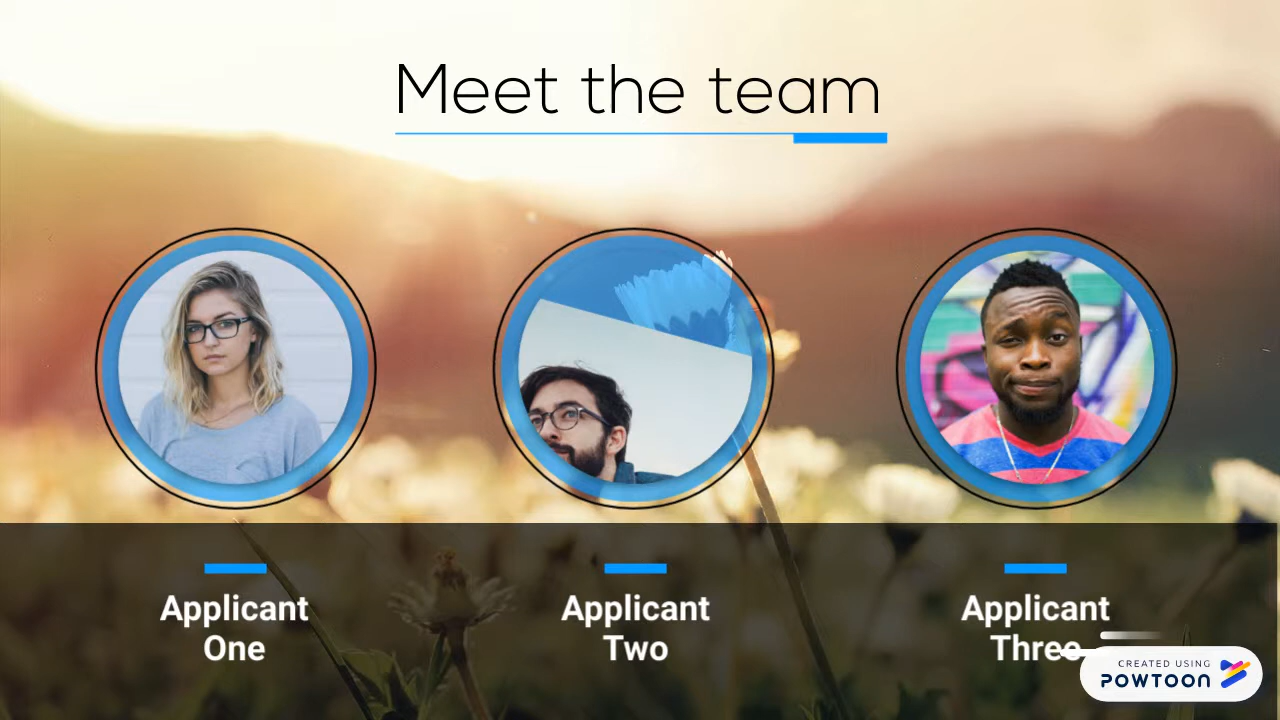 Meet the team
Applicant
One
Applicant
Two
Applicant
Three
CREATED USING
POWTOON